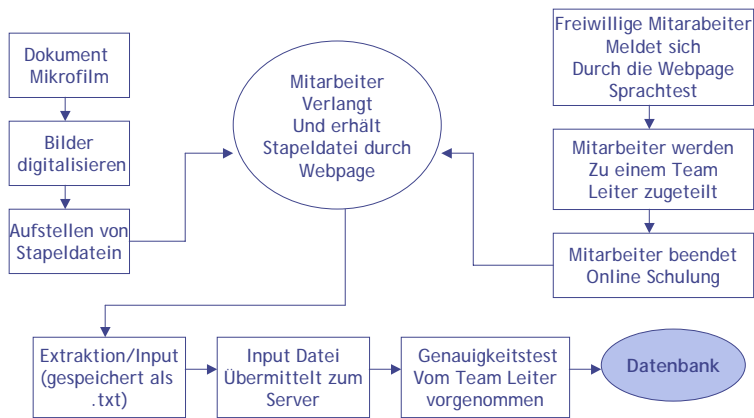 Dokument
Mikrofilm
Bilder
digitalisieren
Aufstellen von
Stapeldatein
Mitarbeiter
Verlangt
Und erhält
Stapeldatei durch
Webpage
Freiwillige Mitarabeiter
Meldet sich
Durch die Webpage
Sprachtest
Mitarbeiter werden
Zu einem Team
Leiter zugeteilt
Mitarbeiter beendet
Online Schulung
Extraktion/Input
(gespeichert als
.txt)
Input Datei
Übermittelt zum
Server
Genauigkeitstest
Vom Team Leiter
vorgenommen
Datenbank